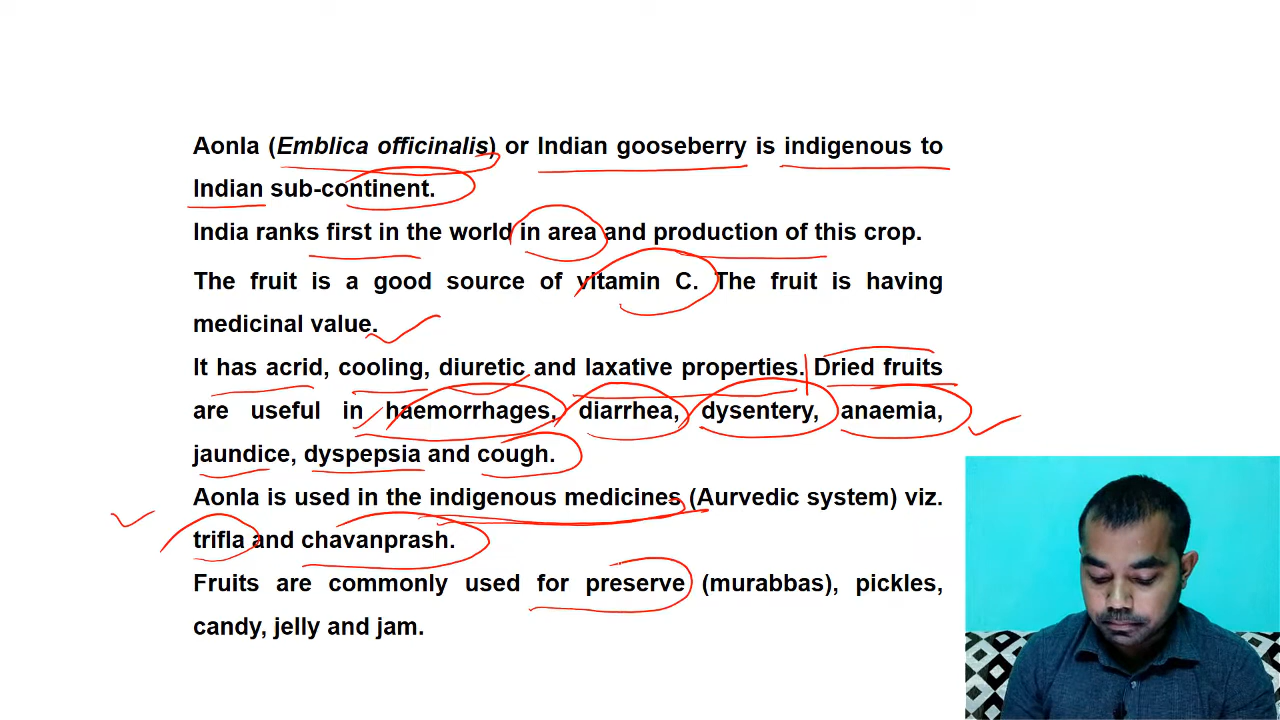 Aonla (Emblica officinalis) or Indian gooseberry is indigenous to
Indian sub-continent.
India ranks first in the world in area and production of this crop.
The fruit is a good source of vitamin C. The fruit is having
medicinal value.
It has acrid, cooling, diuretic and laxative properties. Dried fruits
are useful in haemorrhages, diarrhea, dysentery, anaemia,
jaundice, dyspepsia and cough.
Aonla is used in the indigenous medicines (Aurvedic system) viz.
trifla and chavanprash.
Fruits are commonly used for preserve (murabbas), pickles,
candy, jelly and jam.